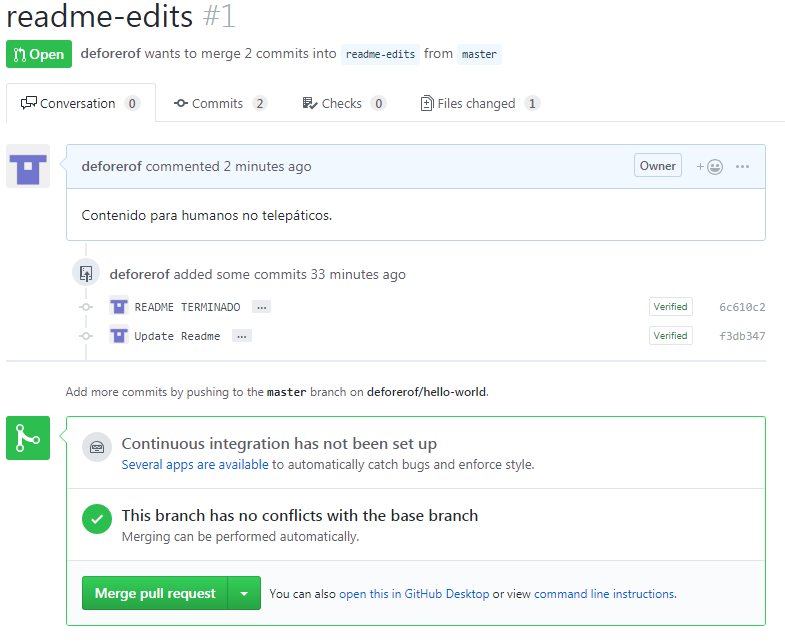 readme-edits #1
Open deforerof wants to merge 2 commits into readme-edits from master
Conversation 0 Commits 2 Checks 0 Files changed 1
deforerof commented 2 minutes ago Owner + ...
Contenido para humanos no telepáticos.
deforerof added some commits 33 minutes ago
README TERMINADO ... Verified 6c610c2
Update Readme ... Verified f3db347
Add more commits by pushing to the master branch on deforerof/hello-world.
Continuous integration has not been set up
Several apps are available to automatically catch bugs and enforce style.
This branch has no conflicts with the base branch
Merging can be performed automatically.
Merge pull request You can also open this in GitHub Desktop or view command line instructions.